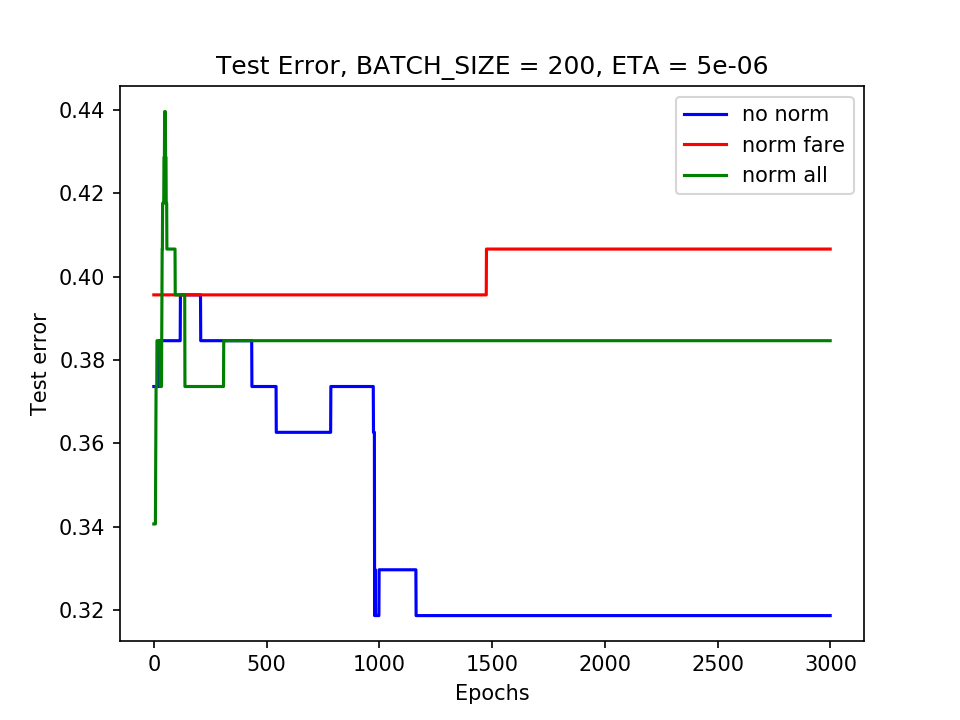 Test Error, BATCH_SIZE = 200, ETA = 5e-06
no norm
norm fare
norm all
Test error
0.44
0.42
0.40
0.38
0.36
0.34
0.32
0 500 1000 1500 2000 2500 3000
Epochs